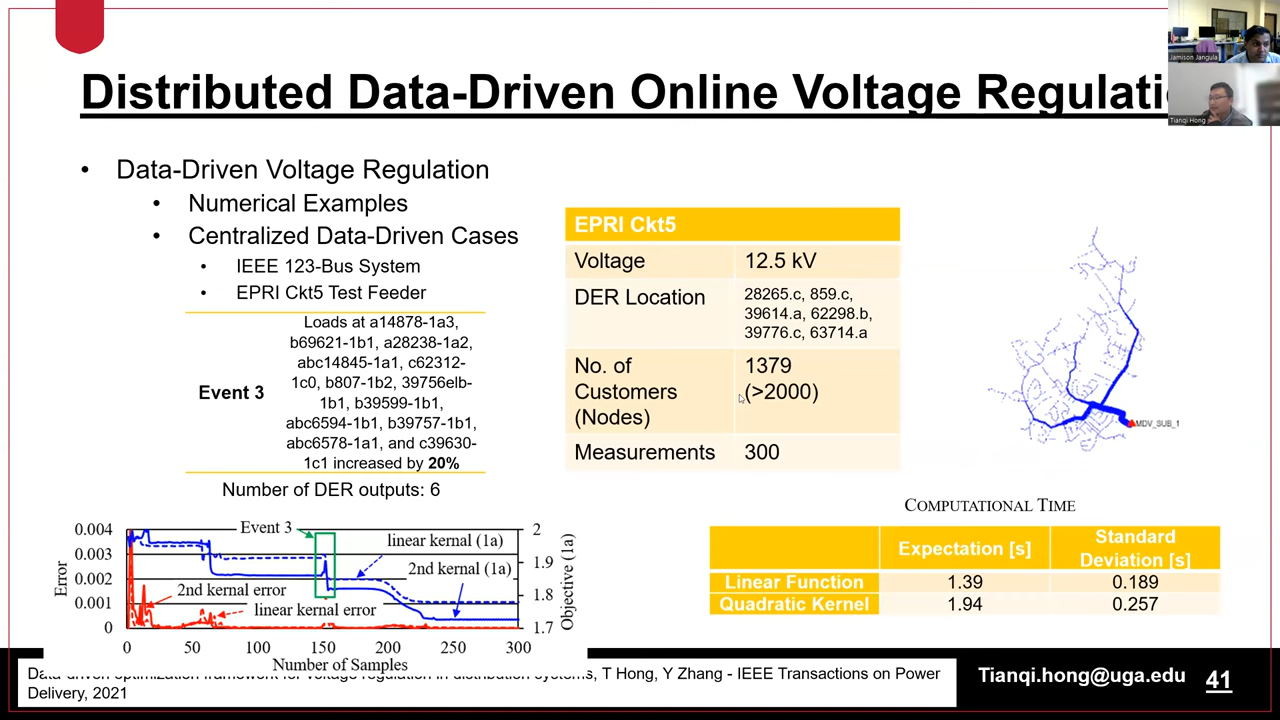 Distributed Data-Driven Online Voltage Regulati
Jamison Jangula
Tianqi Hong
• Data-Driven Voltage Regulation
• Numerical Examples
• Centralized Data-Driven Cases
• IEEE 123-Bus System
• EPRI Ckt5 Test Feeder
Event 3
Loads at a14878-1a3,
b69621-1b1, a28238-1a2,
abc14845-1a1, c62312-
1c0, b807-1b2, 39756elb-
1b1, b39599-1b1,
abc6594-1b1, b39757-1b1,
abc6578-1a1, and c39630-
1c1 increased by 20%
Number of DER outputs: 6
EPRI Ckt5
Voltage 12.5 kV
DER Location
28265.c, 859.c,
39614.a, 62298.b,
39776.c, 63714.a
No. of
Customers
(Nodes)
1379
(>2000)
Measurements 300
MDV_SUB_1
COMPUTATIONAL TIME
Expectation [s]
Standard
Deviation [s]
Linear Function 1.39 0.189
Quadratic Kernel 1.94 0.257
Error
0.004
0.003
0.002
0.001
0
Event 3
linear kernal (1a)
2nd kernal (1a)
2nd kernal error
linear kernal error
2
1.9
1.8
1.7
Objective (1a)
0 50 100 150 200 250 300
Number of Samples
Data-driven optimization framework for voltage regulation in distribution systems, T Hong, Y Zhang - IEEE Transactions on Power
Delivery, 2021
Tianqi.hong@uga.edu
41